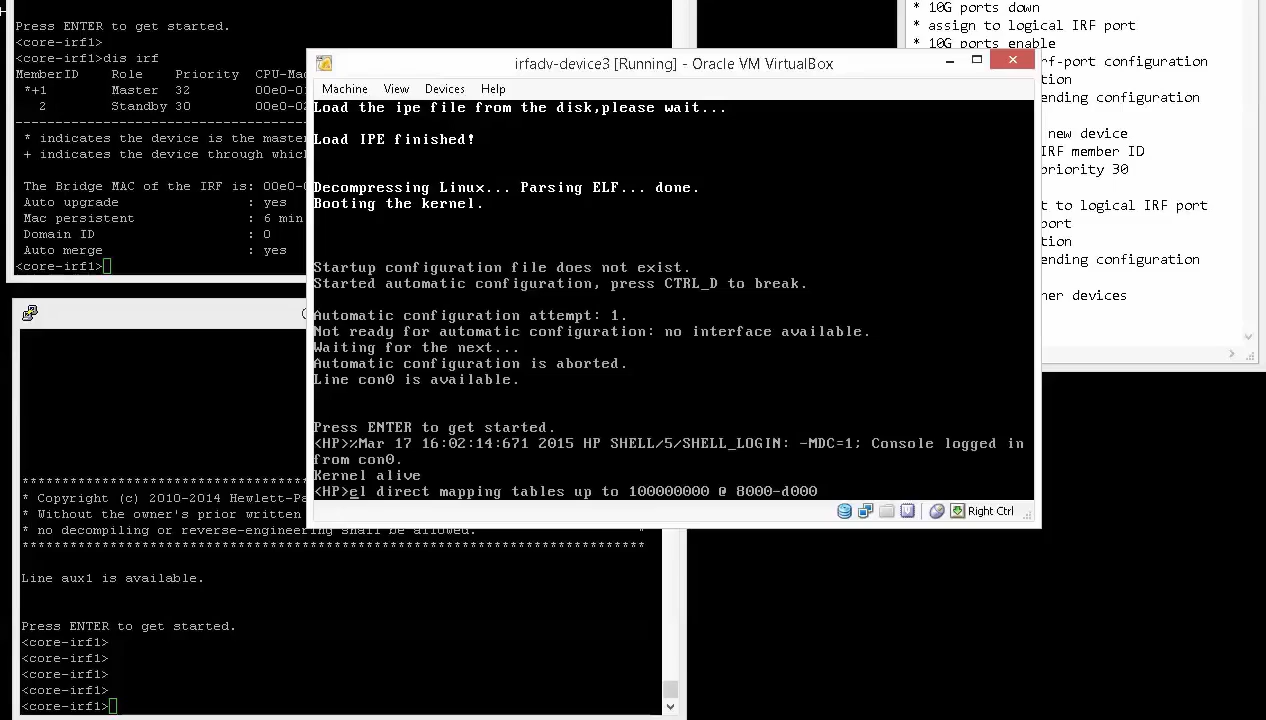 Press ENTER to get started.
<core-irf1>
<core-irf1>dis irf
MemberID Role Priority CPU-Mac
*+1 Master 32 00e0-01
2 Standby 30 00e0-02
--------------------------------------------------
* indicates the device is the master
+ indicates the device through which
The Bridge MAC of the IRF is: 00e0-0
Auto upgrade : yes
Mac persistent : 6 min
Domain ID : 0
Auto merge : yes
<core-irf1>
* 10G ports down
* assign to logical IRF port
* 10G ports enable
rf-port configuration
ion
ending configuration
new device
IRF member ID
priority 30
t to logical IRF port
port
tion
ending configuration
her devices
irfadv-device3 [Running] - Oracle VM VirtualBox
Machine View Devices Help
Load the ipe file from the disk,please wait...
Load IPE finished!
Decompressing Linux... Parsing ELF... done.
Booting the kernel.
Startup configuration file does not exist.
Started automatic configuration, press CTRL_D to break.
Automatic configuration attempt: 1.
Not ready for automatic configuration: no interface available.
Waiting for the next...
Automatic configuration is aborted.
Line con0 is available.
Press ENTER to get started.
<HP>%Mar 17 16:02:14:671 2015 HP SHELL/5/SHELL_LOGIN: -MDC=1; Console logged in
from con0.
Kernel alive
<HP>el direct mapping tables up to 100000000 @ 8000-d000
Right Ctrl
****************************************
* Copyright (c) 2010-2014 Hewlett-Pa
* Without the owner's prior written
* no decompiling or reverse-engineering shall be allowed. *
******************************************************************************
Line aux1 is available.
Press ENTER to get started.
<core-irf1>
<core-irf1>
<core-irf1>
<core-irf1>
<core-irf1>